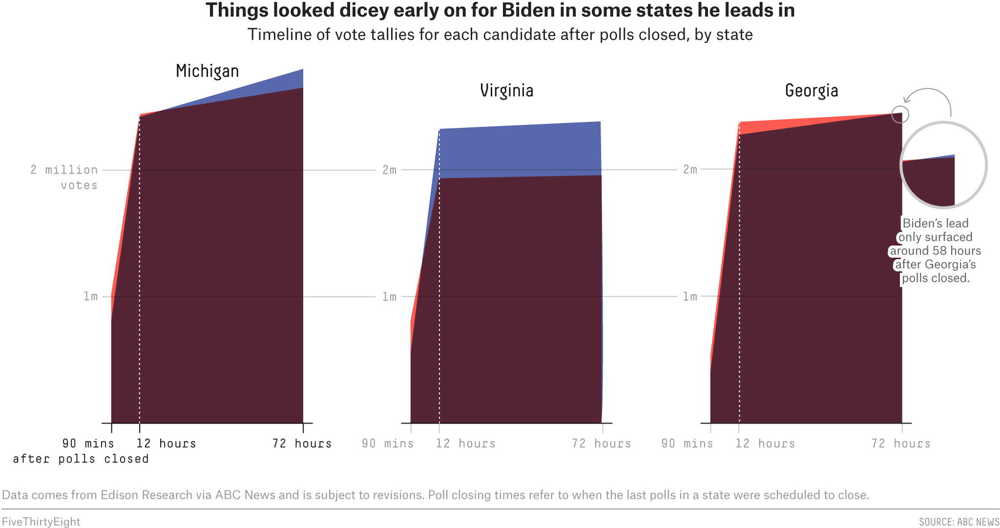 Things looked dicey early on for Biden in some states he leads in
Timeline of vote tallies for each candidate after polls closed, by state
Michigan
Virginia
Georgia
2 million
votes
2m
2m
1m
1m
1m
Biden’s lead
only surfaced
around 58 hours
after Georgia’s
polls closed.
90 mins
12 hours
72 hours
90 mins
12 hours
72 hours
90 mins
12 hours
72 hours
after polls closed
Data comes from Edison Research via ABC News and is subject to revisions. Poll closing times refer to when the last polls in a state were scheduled to close.
FiveThirtyEight
SOURCE: ABC NEWS